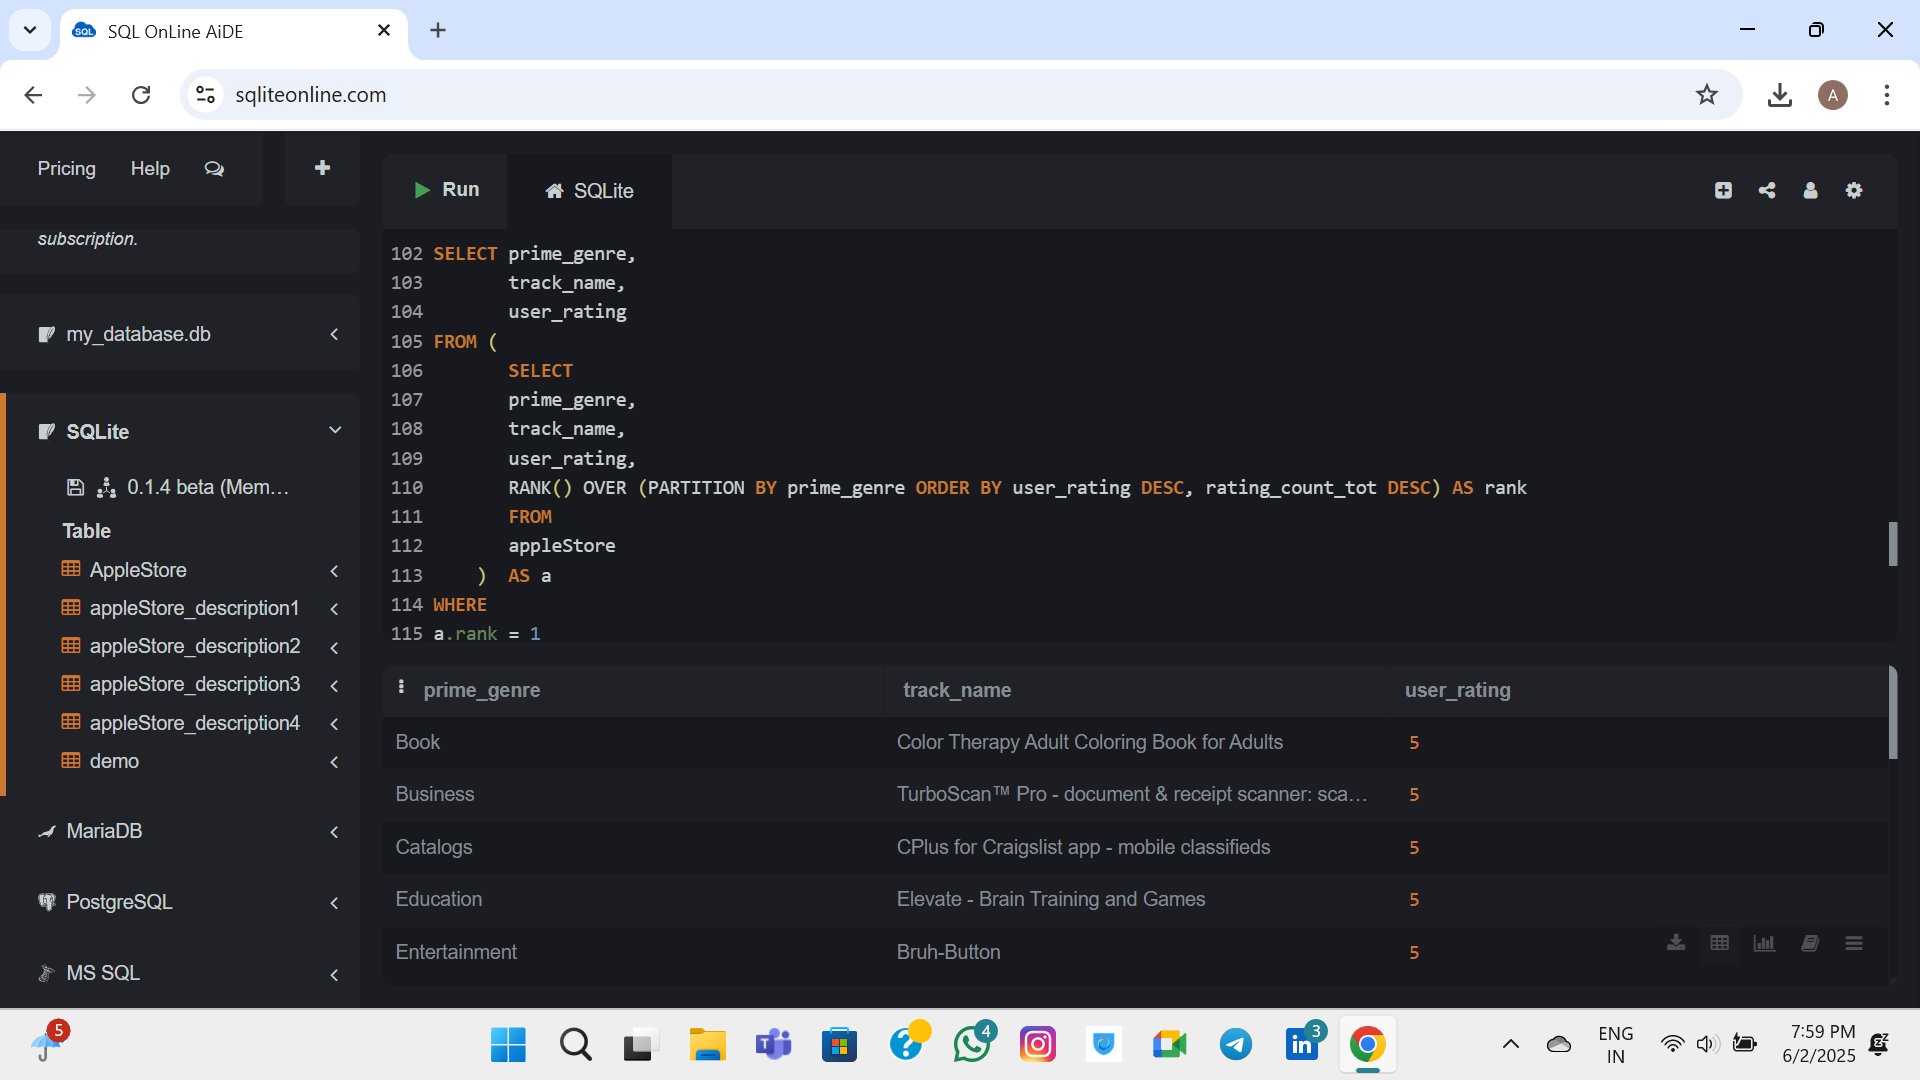 SQL OnLine AiDE
sqliteonline.com
A
Pricing
Help
Run
SQLite
subscription.
my_database.db
SQLite
0.1.4 beta (Mem…
Table
AppleStore
appleStore_description1
appleStore_description2
appleStore_description3
appleStore_description4
demo
MariaDB
PostgreSQL
MS SQL
102 SELECT prime_genre,
103 track_name,
104 user_rating
105 FROM (
106 SELECT
107 prime_genre,
108 track_name,
109 user_rating,
110 RANK() OVER (PARTITION BY prime_genre ORDER BY user_rating DESC, rating_count_tot DESC) AS rank
111 FROM
112 appleStore
113 ) AS a
114 WHERE
115 a.rank = 1
prime_genre track_name user_rating
Book Color Therapy Adult Coloring Book for Adults 5
Business TurboScan™ Pro - document & receipt scanner: sca… 5
Catalogs CPlus for Craigslist app - mobile classifieds 5
Education Elevate - Brain Training and Games 5
Entertainment Bruh-Button 5
5
4
3
ENG
IN
7:59 PM
6/2/2025